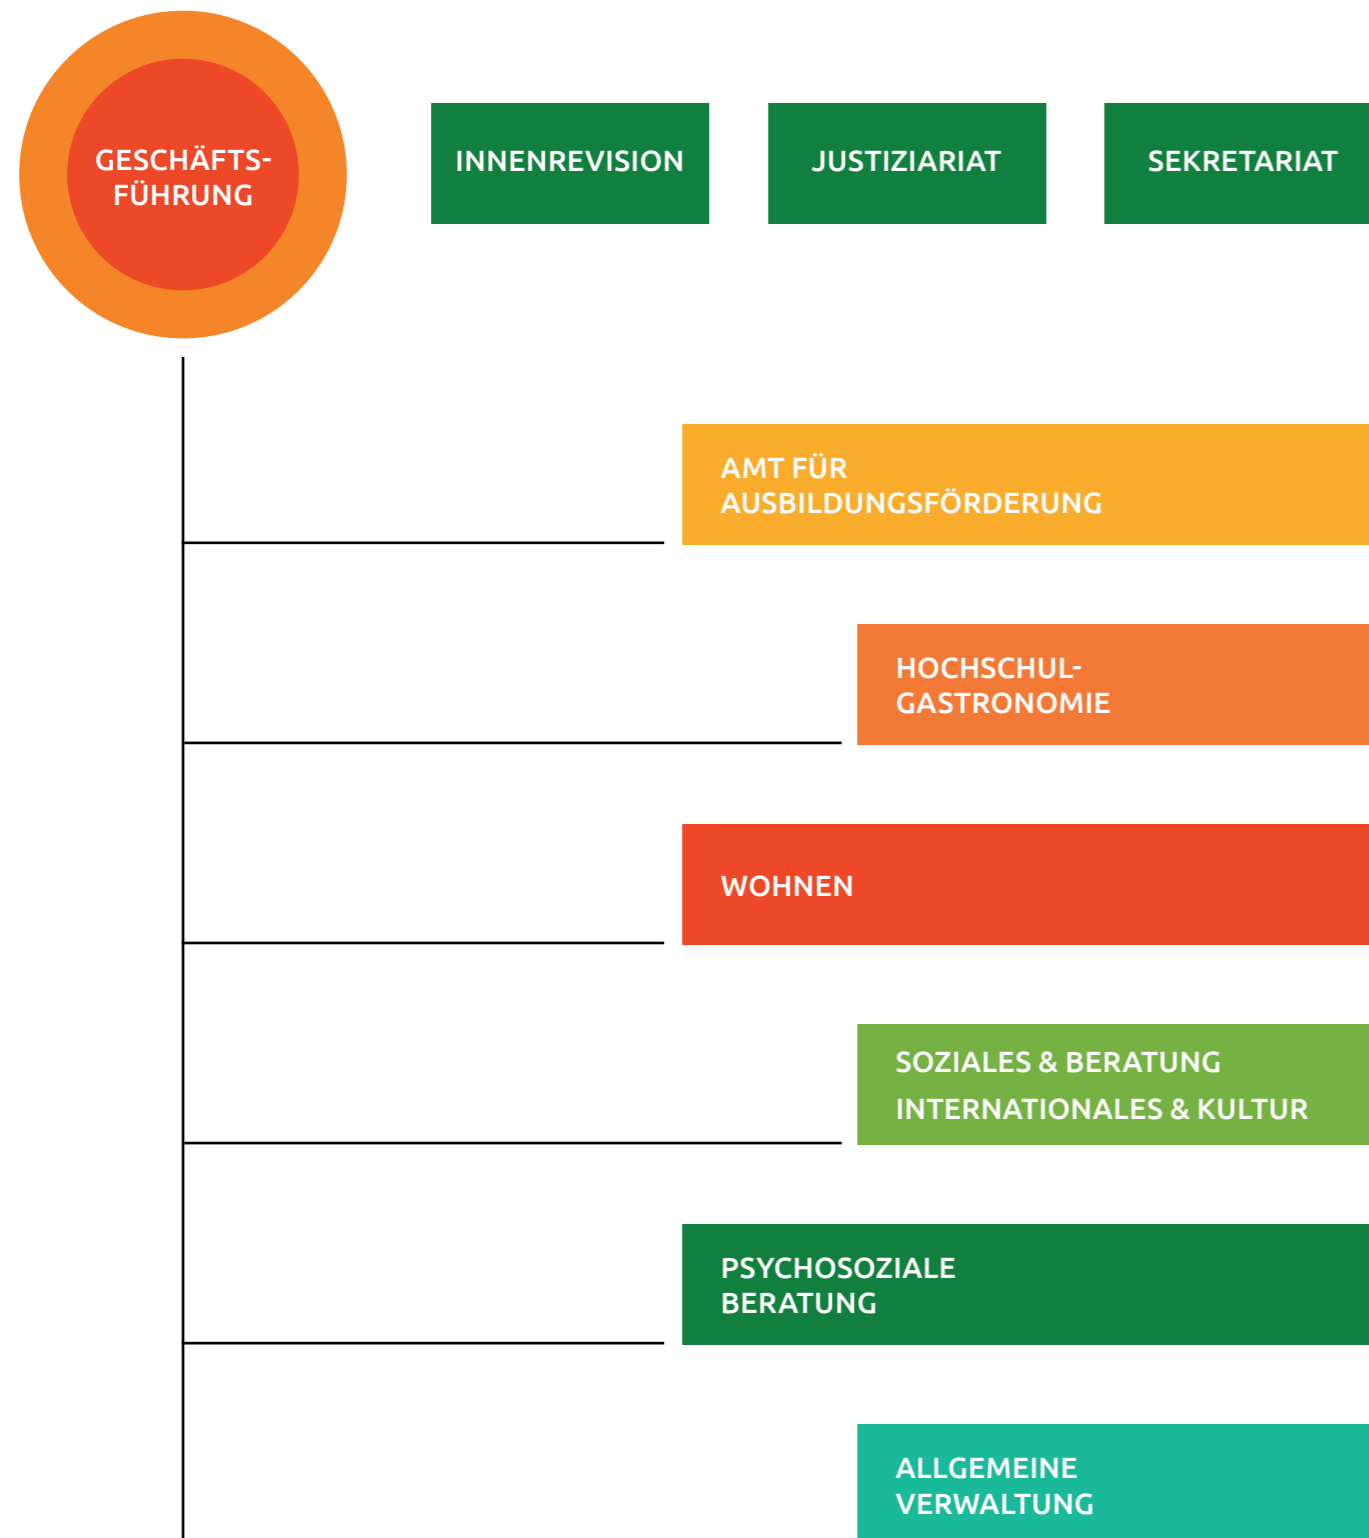 GESCHÄFTS-
FÜHRUNG
INNENREVISION
JUSTIZIARIAT
SEKRETARIAT
AMT FÜR
AUSBILDUNGSFÖRDERUNG
HOCHSCHUL-
GASTRONOMIE
WOHNEN
SOZIALES & BERATUNG
INTERNATIONALES & KULTUR
PSYCHOSOZIALE
BERATUNG
ALLGEMEINE
VERWALTUNG